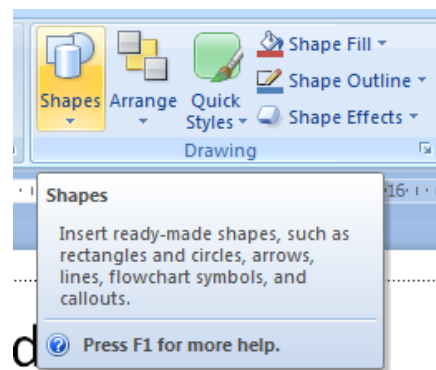 Shapes
Arrange
Quick
Styles
Shape Fill
Shape Outline
Shape Effects
Drawing
16
Shapes
Insert ready-made shapes, such as
rectangles and circles, arrows,
lines, flowchart symbols, and
callouts.
Press F1 for more help.
d